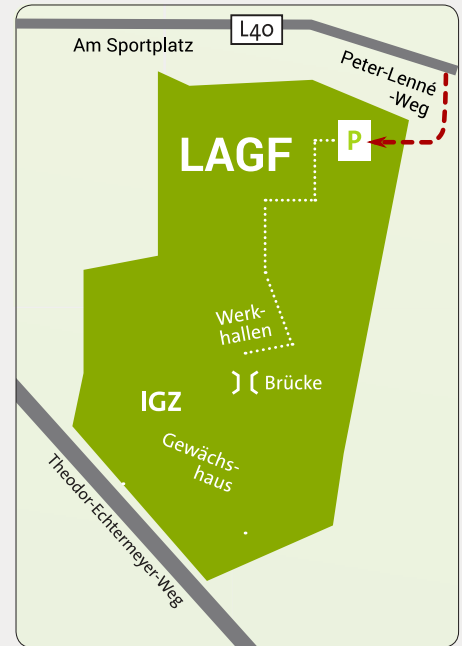 L40
Am Sportplatz
Peter-Lenné
-Weg
P
LAGF
Werk-
hallen
Brücke
IGZ
Gewächs-
haus
Theodor-Echtermeyer-Weg